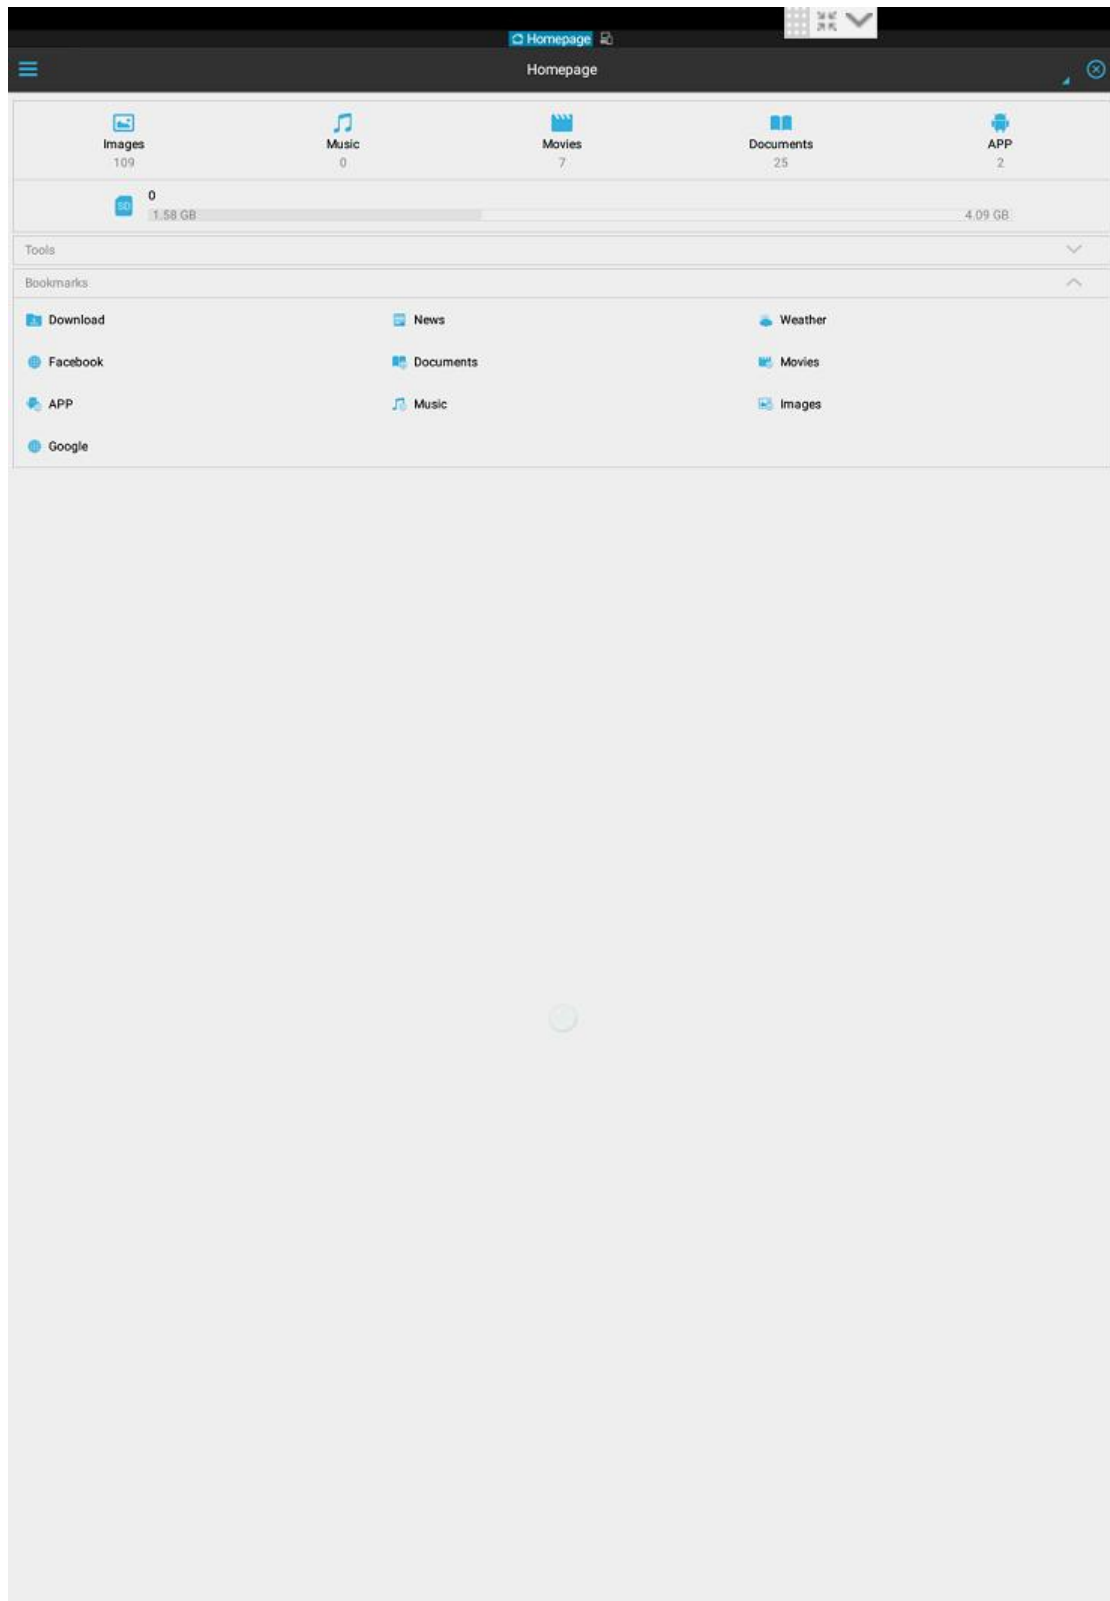 Homepage
Homepage
Images Music Movies Documents APP
109 0 7 25 2
SD 0
1.58 GB 4.09 GB
Tools
Bookmarks
Download News Weather
Facebook Documents Movies
APP Music Images
Google